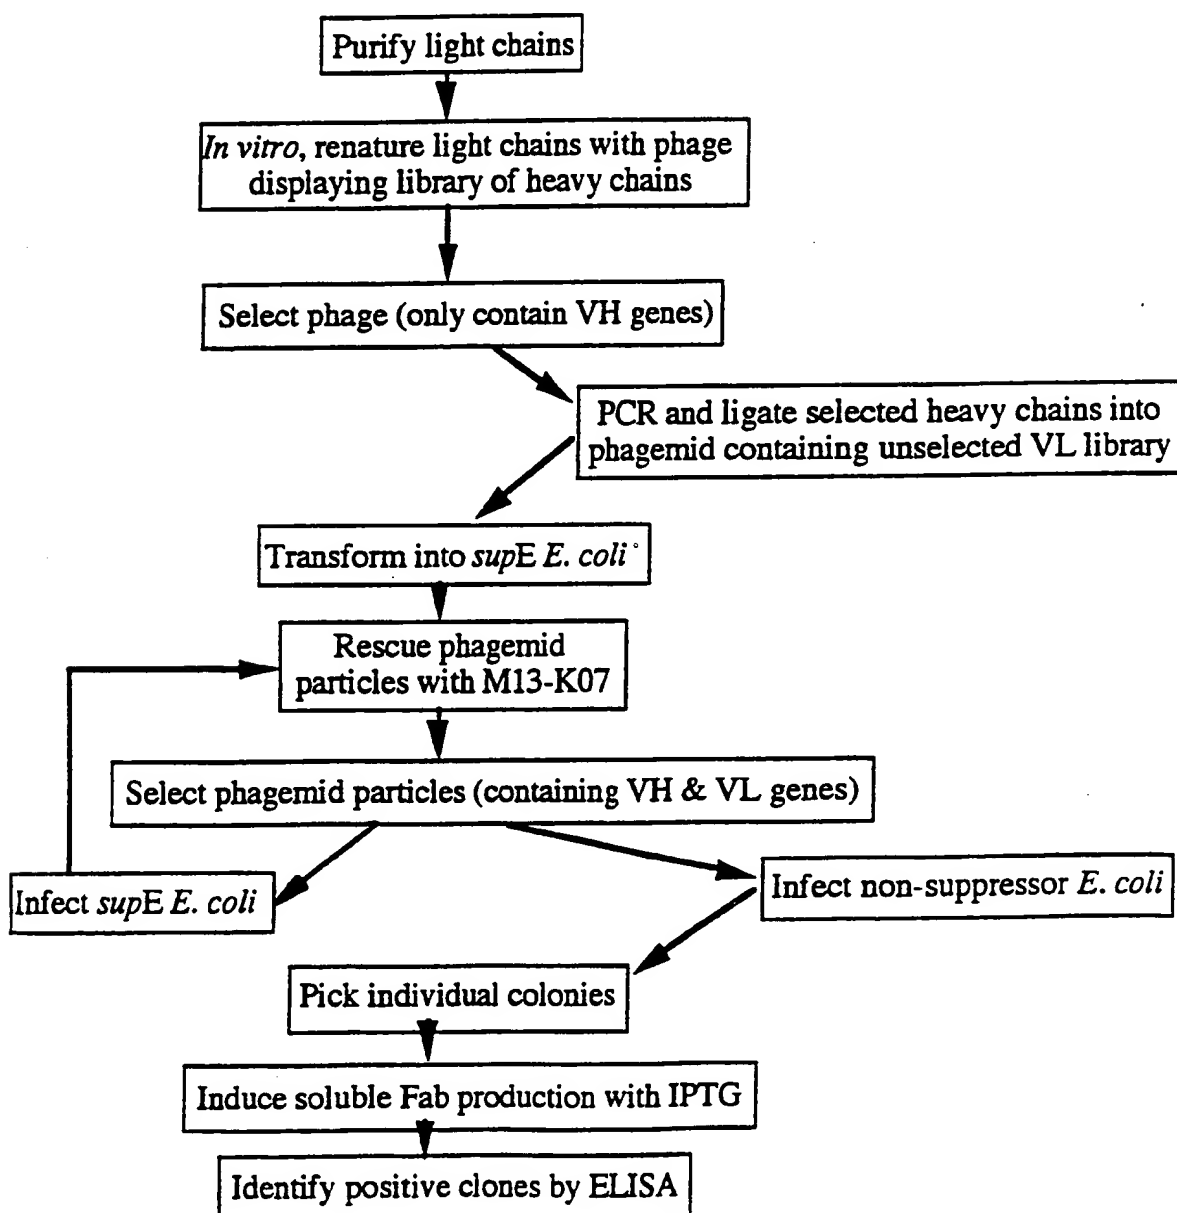 Purify light chains
In vitro, renature light chains with phage
displaying library of heavy chains
Select phage (only contain VH genes)
PCR and ligate selected heavy chains into
phagemid containing unselected VL library
Transform into supE E. coli
Rescue phagemid
particles with M13-K07
Select phagemid particles (containing VH & VL genes)
Infect supE E. coli
Infect non-suppressor E. coli
Pick individual colonies
Induce soluble Fab production with IPTG
Identify positive clones by ELISA